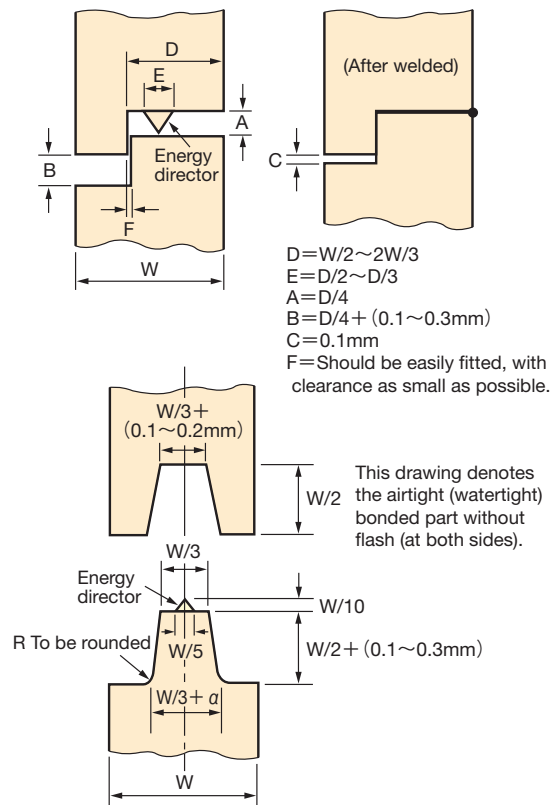 D
E
A
Energy
director
B
F
W
(After welded)
C
D=W/2~2W/3
E=D/2~D/3
A=D/4
B=D/4+(0.1~0.3mm)
C=0.1mm
F=Should be easily fitted, with
clearance as small as possible.
W/3+
(0.1~0.2mm)
W/2
This drawing denotes
the airtight (watertight)
bonded part without
flash (at both sides).
W/3
Energy
director
W/10
R To be rounded
W/5
W/2+(0.1~0.3mm)
W/3+α
W